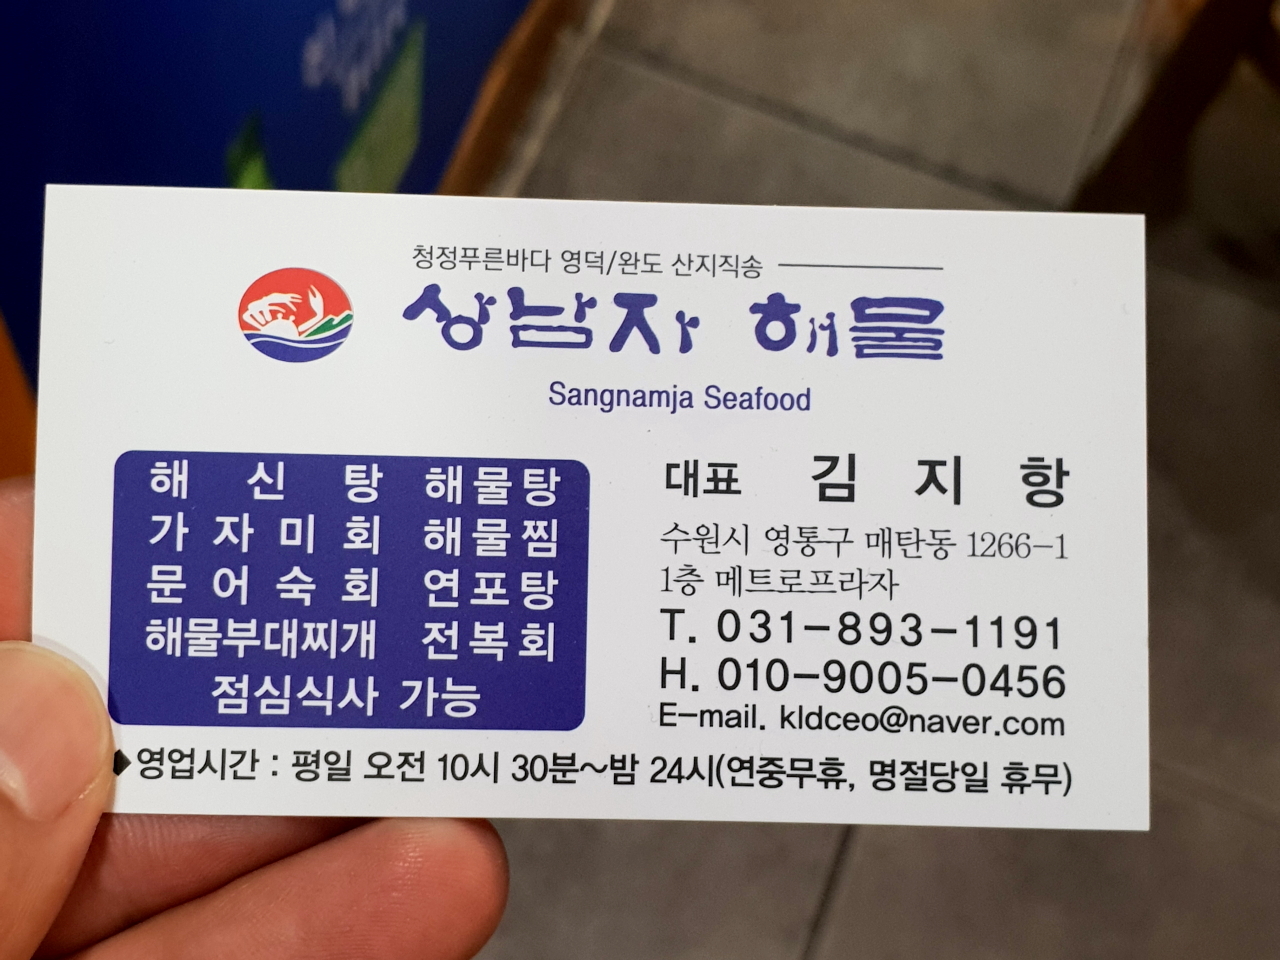 청정푸른바다 영덕/완도 산지직송
상남자 해물
Sangnamja Seafood
해신탕 해물탕
가자미회 해물찜
문어숙회 연포탕
해물부대찌개 전복회
점심식사 가능
대표 김지항
수원시 영통구 매탄동 1266-1
1층 메트로프라자
T. 031-893-1191
H. 010-9005-0456
E-mail. kldceo@naver.com
영업시간 : 평일 오전 10시 30분~밤 24시(연중무휴, 명절당일 휴무)